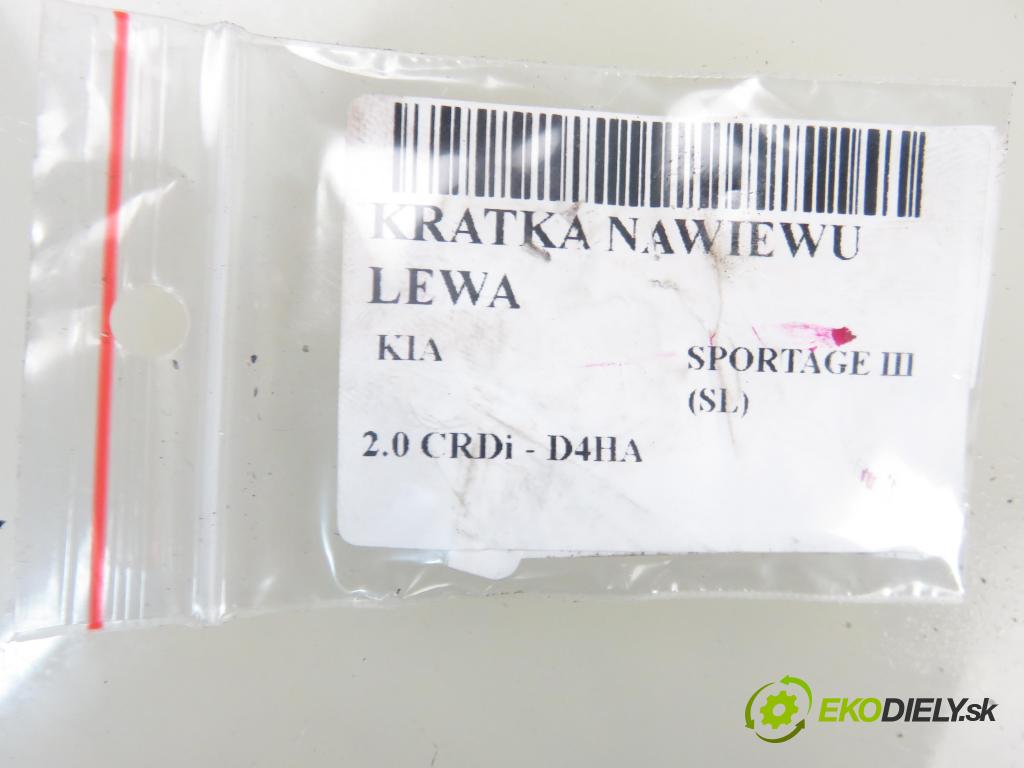 KRATKA NAWIEWU
LEWA
KIA
SPORTAGE III
(SL)
2.0 CRDi - D4HA
EKODIELY.sk